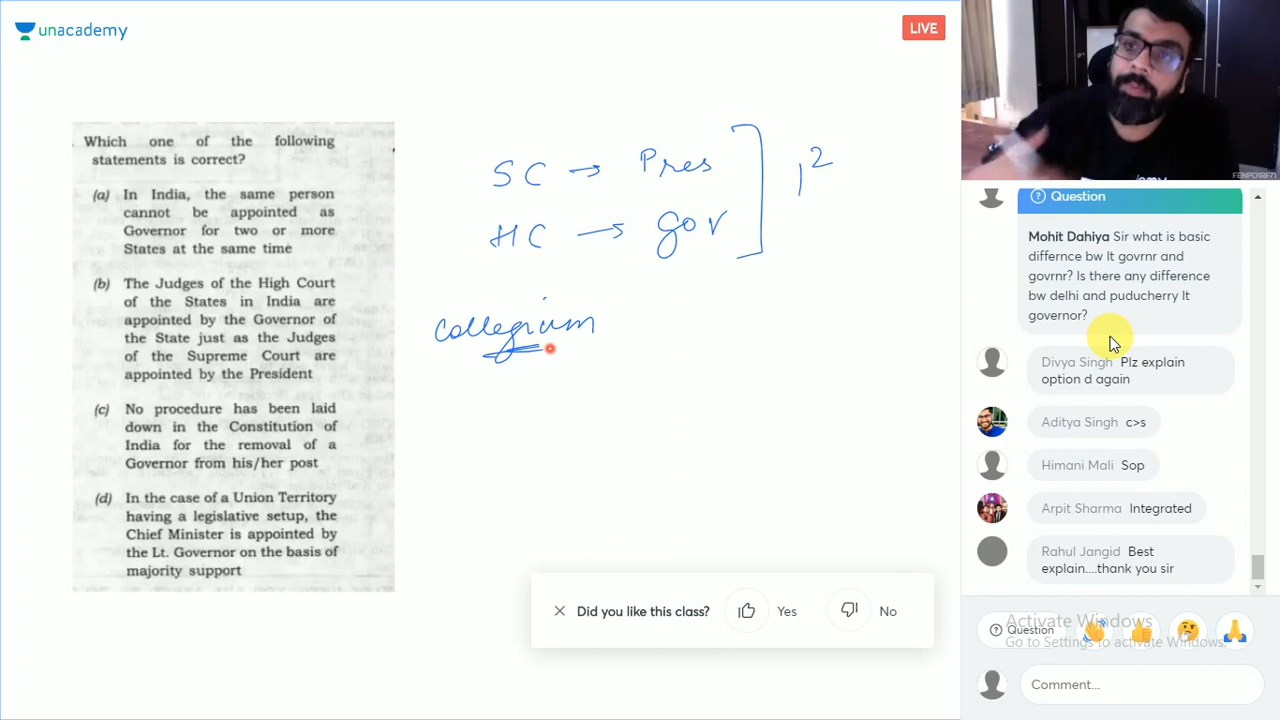 unacademy
LIVE
Which one of the following
statements is correct?
(a) In India, the same person
cannot be appointed as
Governor for two or more
States at the same time
(b) The Judges of the High Court
of the States in India are
appointed by the Governor of
the State just as the Judges
of the Supreme Court are
appointed by the President
(c) No procedure has been laid
down in the Constitution of
India for the removal of a
Governor from his/her post
(d) In the case of a Union Territory
having a legislative setup, the
Chief Minister is appointed by
the Lt. Governor on the basis of
majority support
SC → Pres
HC → gov
1²
collegium
Did you like this class? Yes No
FENPO1RF71
Question
Mohit Dahiya Sir what is basic
differnce bw lt govrnr and
govrnr? Is there any difference
bw delhi and puducherry lt
governor?
Divya Singh Plz explain
option d again
Aditya Singh c>s
Himani Mali Sop
Arpit Sharma Integrated
Rahul Jangid Best
explain....thank you sir
Activate Windows
Go to Settings to activate Windows.
Question
Comment...